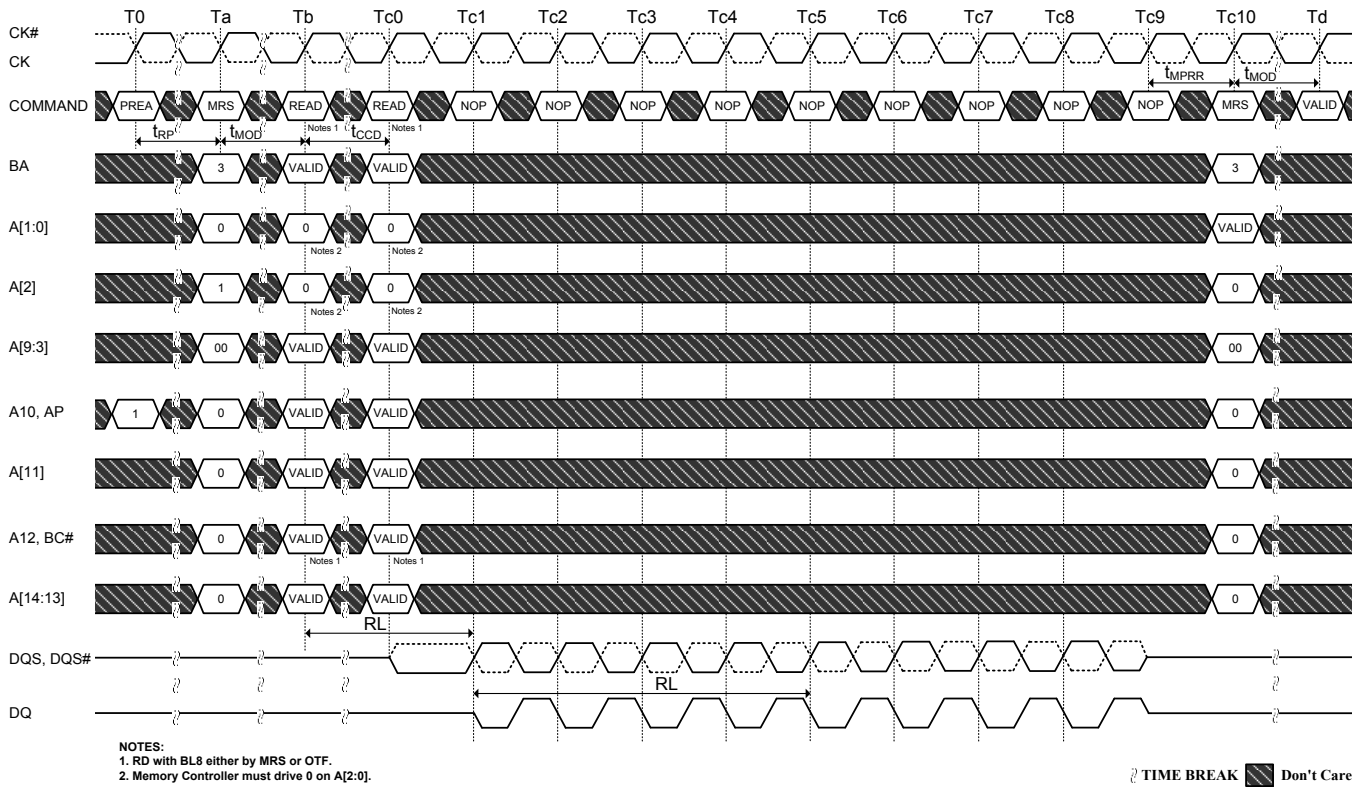 T0 Ta Tb Tc0 Tc1 Tc2 Tc3 Tc4 Tc5 Tc6 Tc7 Tc8 Tc9 Tc10 Td
CK#
CK
tMPRR tMOD
COMMAND PREA MRS READ READ NOP NOP NOP NOP NOP NOP NOP NOP NOP MRS VALID
Notes 1 Notes 1
tRP tMOD tCCD
BA 3 VALID VALID 3
A[1:0] 0 0 0 VALID
Notes 2 Notes 2
A[2] 1 0 0 0
Notes 2 Notes 2
A[9:3] 00 VALID VALID 00
A10, AP 1 0 VALID VALID 0
A[11] 0 VALID VALID 0
A12, BC# 0 VALID VALID 0
Notes 1 Notes 1
A[14:13] 0 VALID VALID 0
RL
DQS, DQS#
RL
DQ
NOTES:
1. RD with BL8 either by MRS or OTF.
2. Memory Controller must drive 0 on A[2:0].
TIME BREAK Don't Care